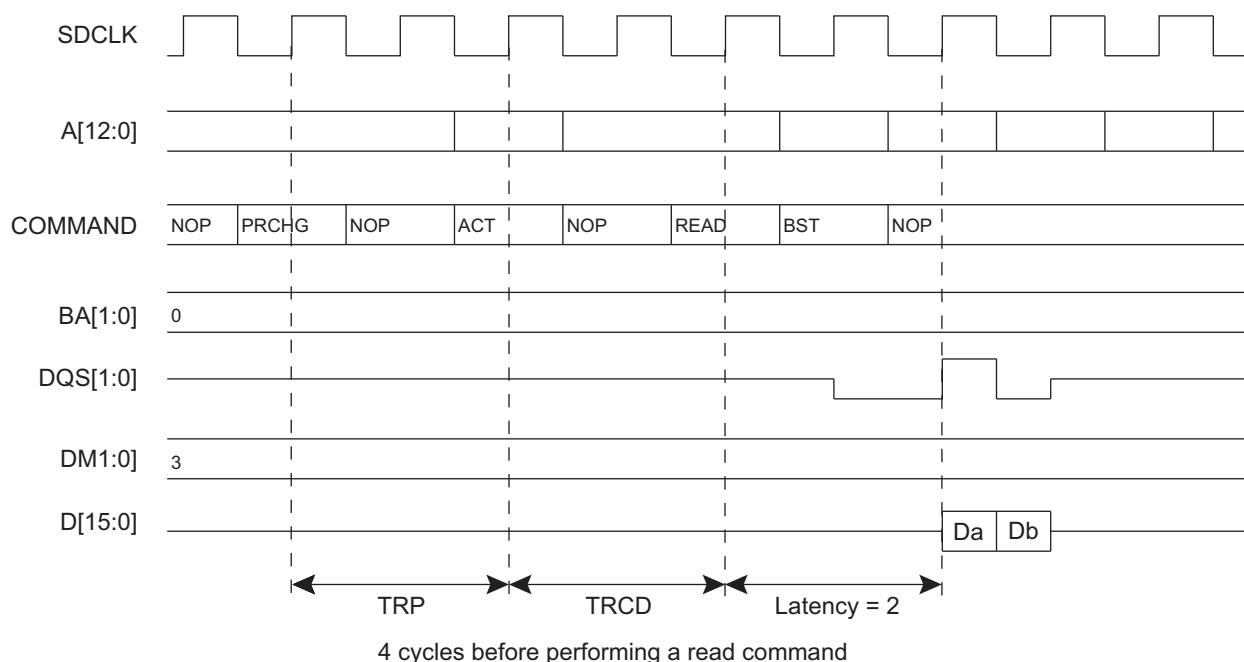 SDCLK
A[12:0]
COMMAND NOP PRCHG NOP ACT NOP READ BST NOP
BA[1:0] 0
DQS[1:0]
DM1:0] 3
D[15:0] Da Db
TRP TRCD Latency = 2
4 cycles before performing a read command